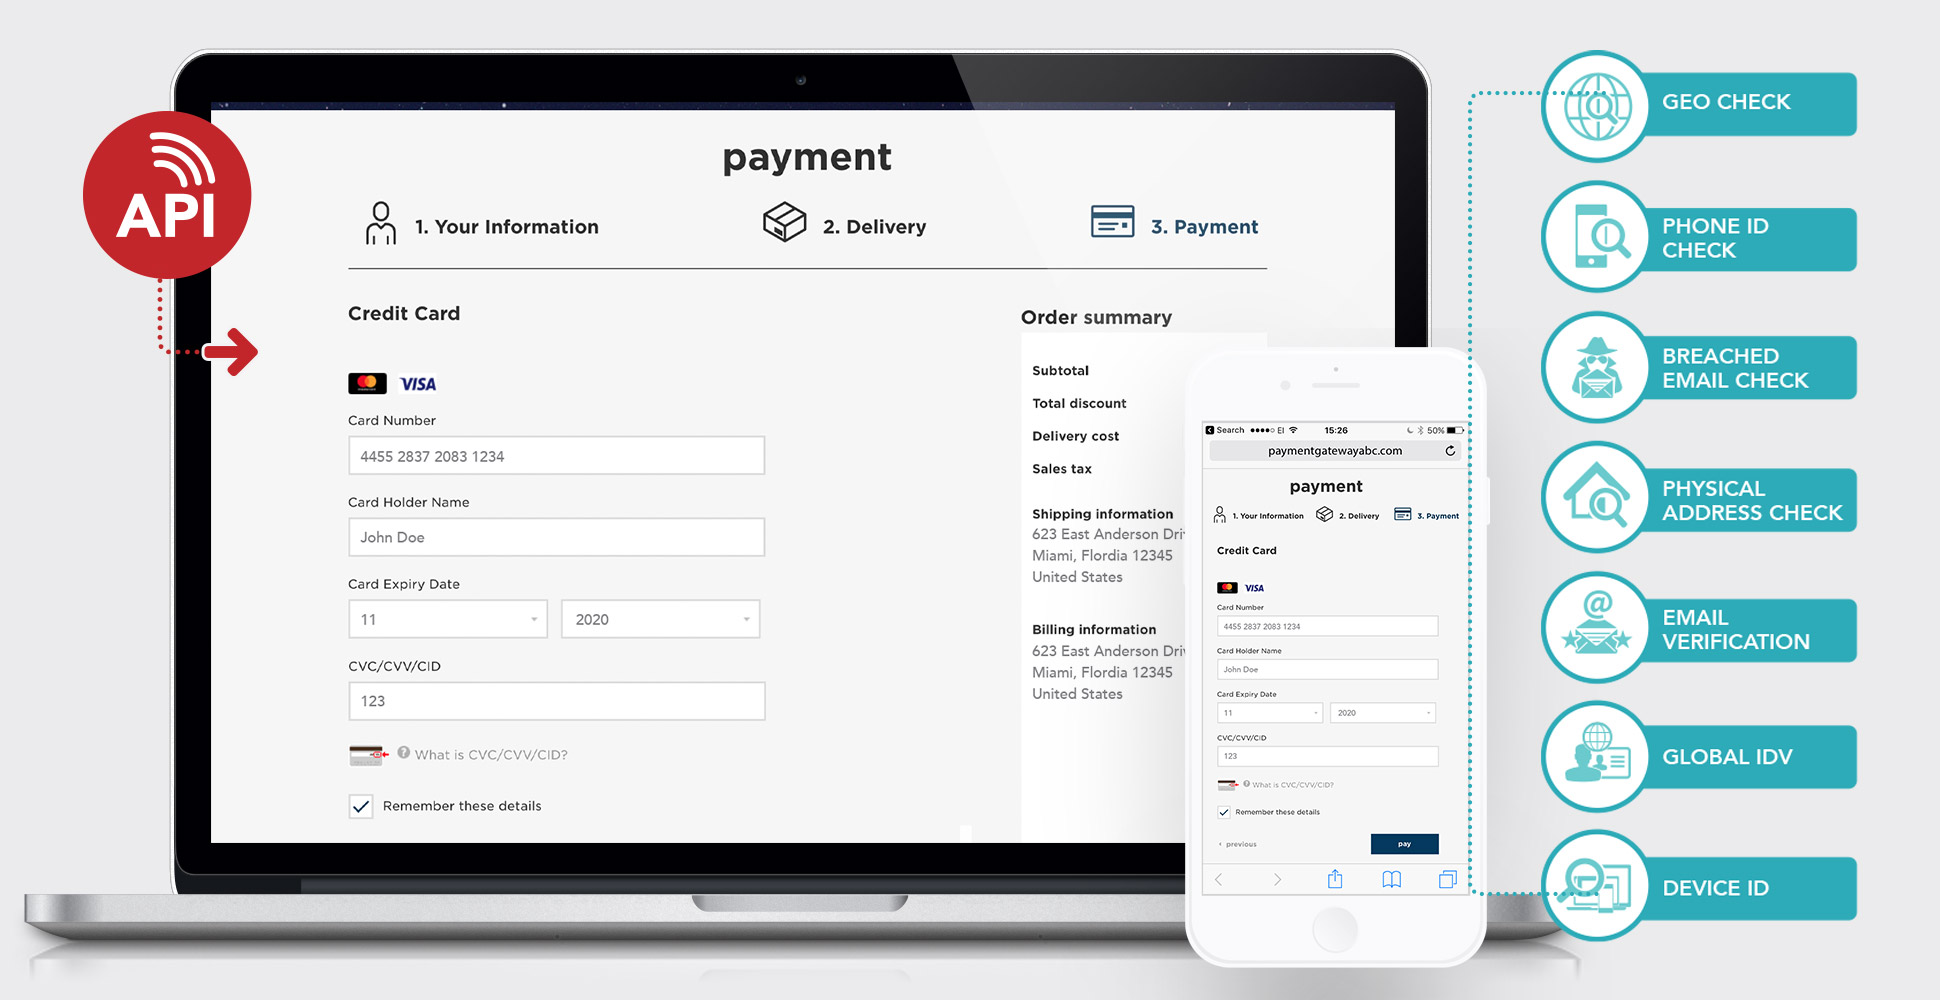 API
payment
1. Your Information
2. Delivery
3. Payment
Credit Card
VISA
Card Number
4455 2837 2083 1234
Card Holder Name
John Doe
Card Expiry Date
11
2020
CVC/CVV/CID
123
? What is CVC/CVV/CID?
Remember these details
Order summary
Subtotal
Total discount
Delivery cost
Sales tax
Shipping information
623 East Anderson Dri
Miami, Flordia 12345
United States
Billing information
623 East Anderson Dri
Miami, Flordia 12345
United States
Search EI 15:26 50%
paymentgatewayabc.com
payment
1. Your Information
2. Delivery
3. Payment
Credit Card
VISA
Card Number
4455 2837 2083 1234
Card Holder Name
John Doe
Card Expiry Date
11
2020
CVC/CVV/CID
123
? What is CVC/CVV/CID?
Remember these details
‹ previous
pay
GEO CHECK
PHONE ID
CHECK
BREACHED
EMAIL CHECK
PHYSICAL
ADDRESS CHECK
@
EMAIL
VERIFICATION
GLOBAL IDV
DEVICE ID